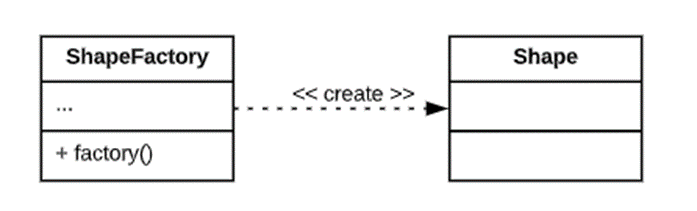 ShapeFactory
...
+ factory()
<< create >>
Shape